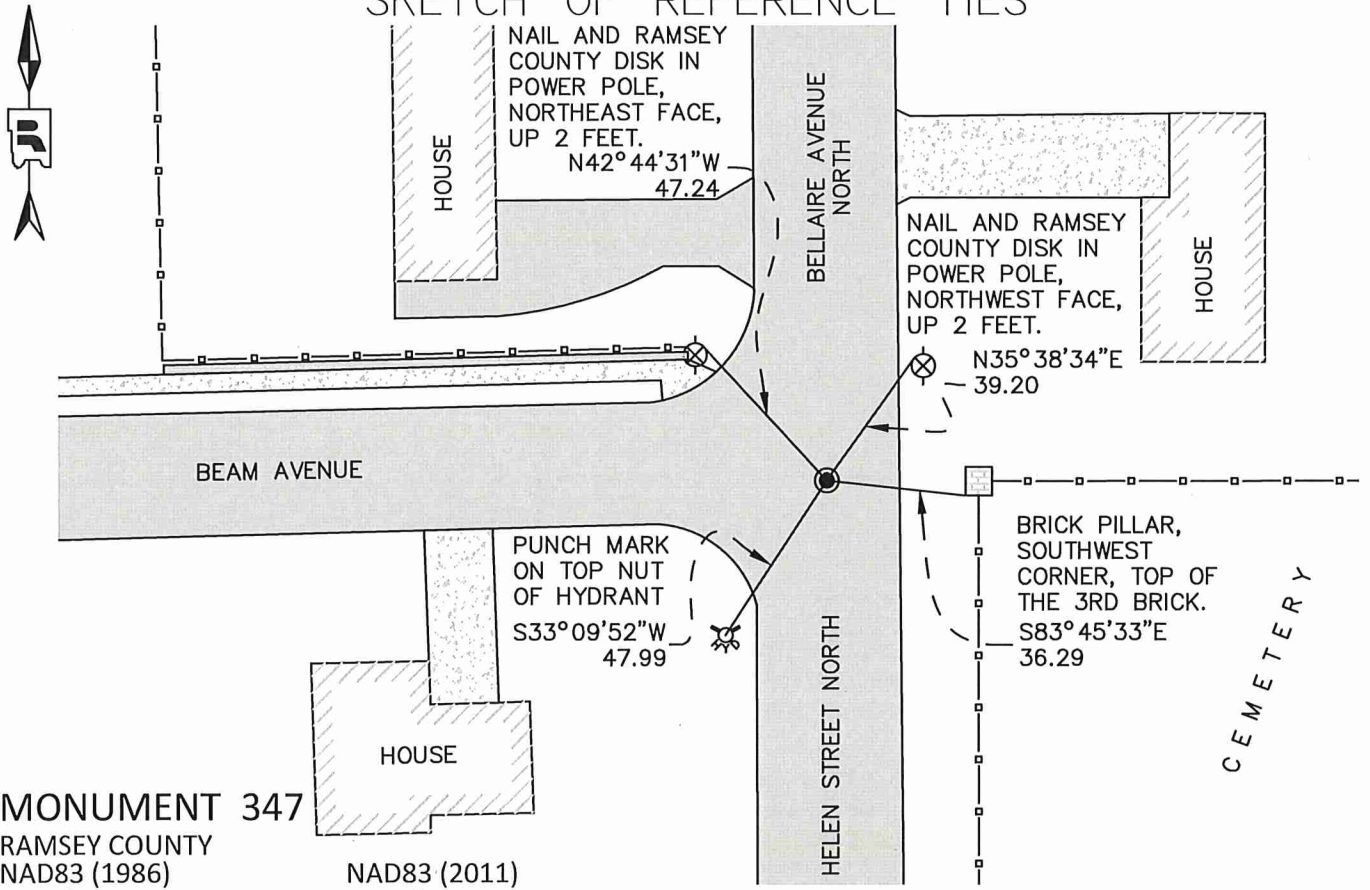 SKETCH OF REFERENCE TIES
NAIL AND RAMSEY
COUNTY DISK IN
POWER POLE,
NORTHEAST FACE,
UP 2 FEET.
N42°44'31"W
47.24
HOUSE
BELLAIRE AVENUE
NORTH
R
NAIL AND RAMSEY
COUNTY DISK IN
POWER POLE,
NORTHWEST FACE,
UP 2 FEET.
N35°38'34"E
39.20
HOUSE
BEAM AVENUE
PUNCH MARK
ON TOP NUT
OF HYDRANT
S33°09'52"W
47.99
BRICK PILLAR,
SOUTHWEST
CORNER, TOP OF
THE 3RD BRICK.
S83°45'33"E
36.29
CEMETERY
HELEN STREET NORTH
HOUSE
MONUMENT 347
RAMSEY COUNTY
NAD83 (1986)
NAD83 (2011)